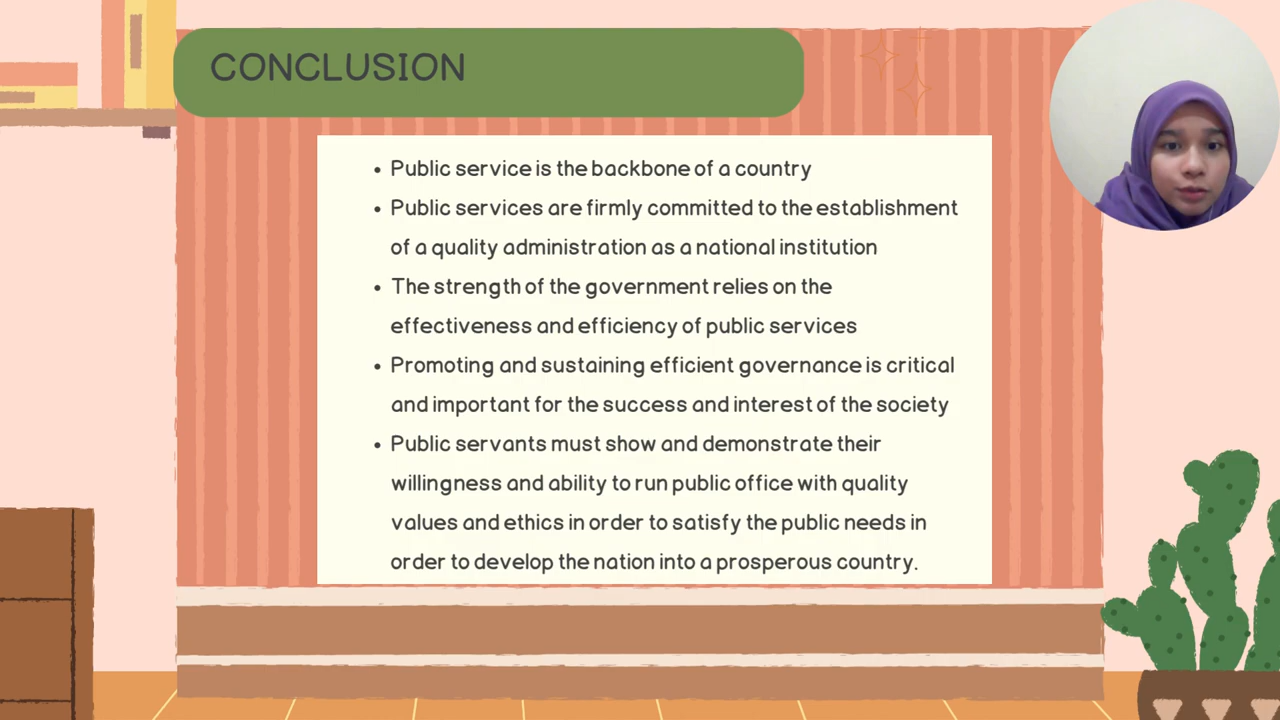 CONCLUSION
• Public service is the backbone of a country
• Public services are firmly committed to the establishment
of a quality administration as a national institution
• The strength of the government relies on the
effectiveness and efficiency of public services
• Promoting and sustaining efficient governance is critical
and important for the success and interest of the society
• Public servants must show and demonstrate their
willingness and ability to run public office with quality
values and ethics in order to satisfy the public needs in
order to develop the nation into a prosperous country.